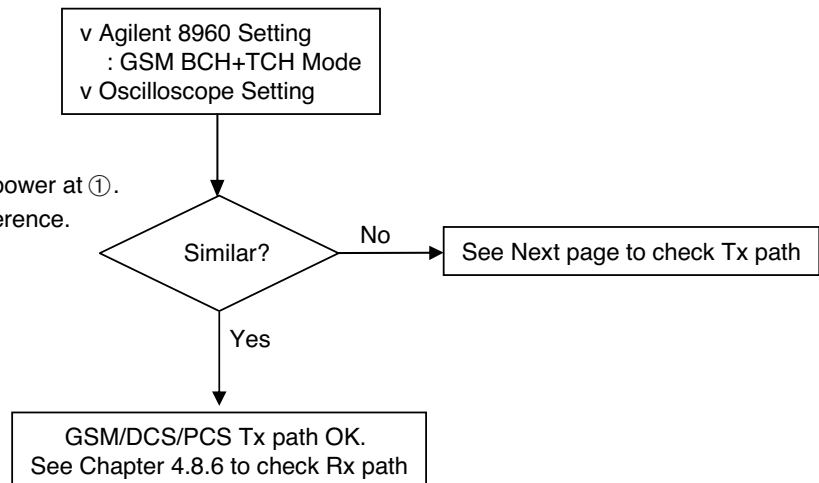 v Agilent 8960 Setting
: GSM BCH+TCH Mode
v Oscilloscope Setting
power at ①.
erence.
Similar?
No
See Next page to check Tx path
Yes
GSM/DCS/PCS Tx path OK.
See Chapter 4.8.6 to check Rx path